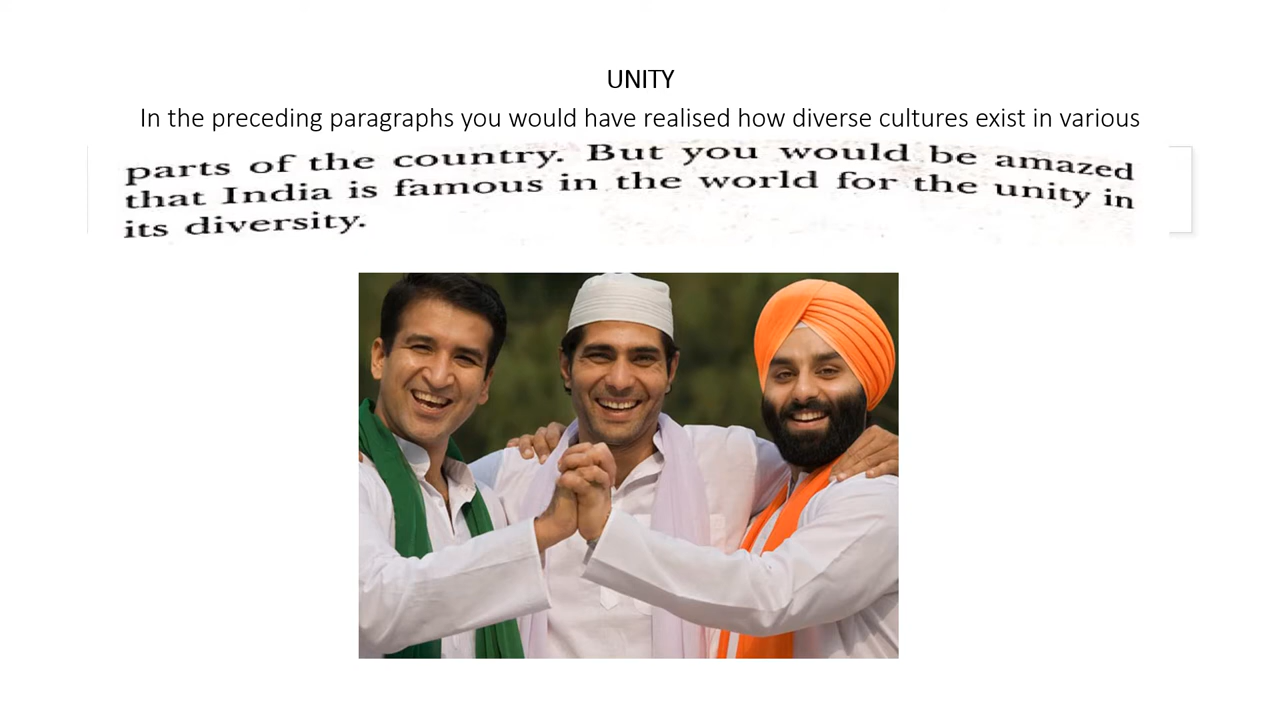 UNITY
In the preceding paragraphs you would have realised how diverse cultures exist in various
parts of the country. But you would be amazed
that India is famous in the world for the unity in
its diversity.